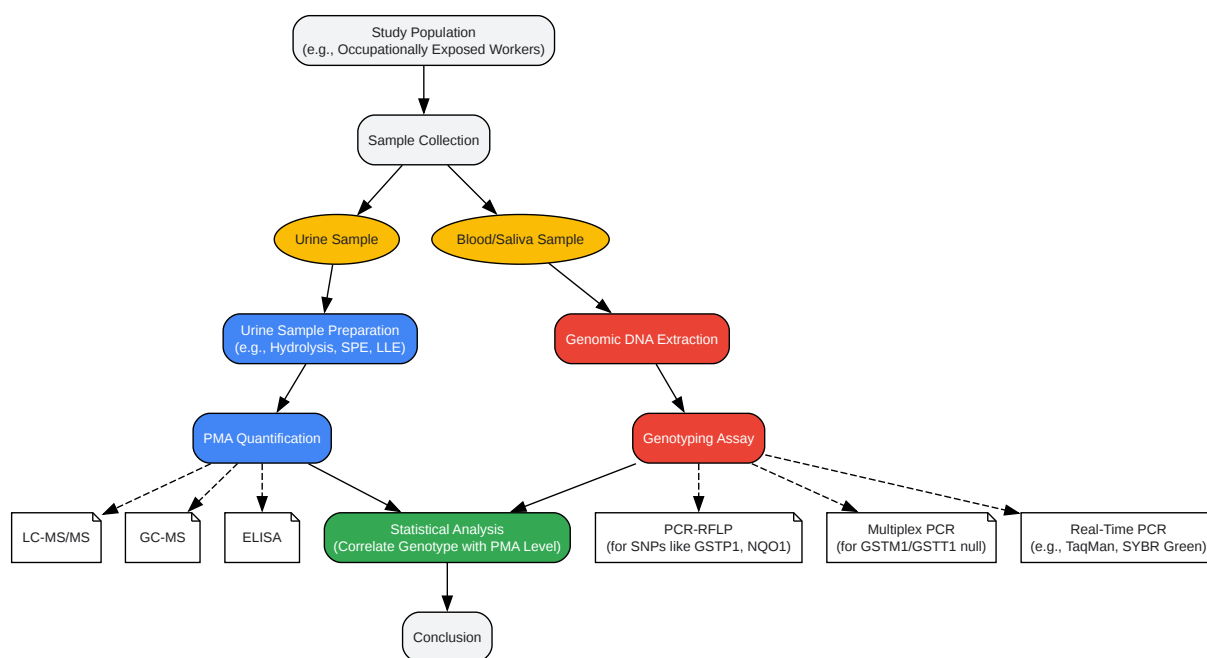 Study Population
(e.g., Occupationally Exposed Workers)
Sample Collection
Urine Sample
Blood/Saliva Sample
Urine Sample Preparation
(e.g., Hydrolysis, SPE, LLE)
Genomic DNA Extraction
PMA Quantification
Genotyping Assay
LC-MS/MS
GC-MS
ELISA
Statistical Analysis
(Correlate Genotype with PMA Level)
PCR-RFLP
(for SNPs like GSTP1, NQO1)
Multiplex PCR
(for GSTM1/GSTT1 null)
Real-Time PCR
(e.g., TaqMan, SYBR Green)
Conclusion